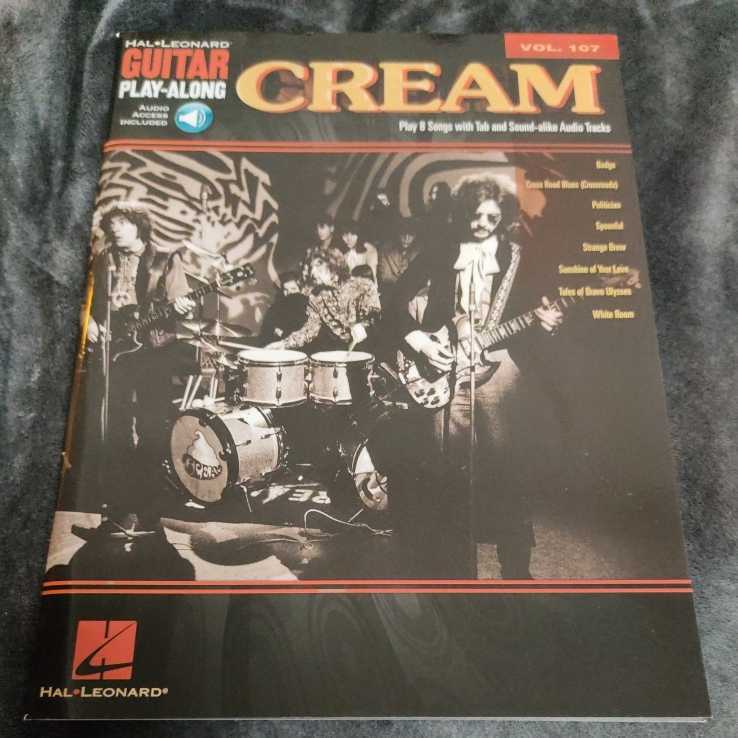 HAL•LEONARD®
GUITAR
PLAY-ALONG
AUDIO
ACCESS
INCLUDED
VOL. 107
CREAM
Play 8 Songs with Tab and Sound-alike Audio Tracks
Badge
Cross Road Blues (Crossroads)
Politician
Spoonful
Strange Brew
Sunshine of Your Love
Tales of Brave Ulysses
White Room
CREAM
REA
HAL•LEONARD®